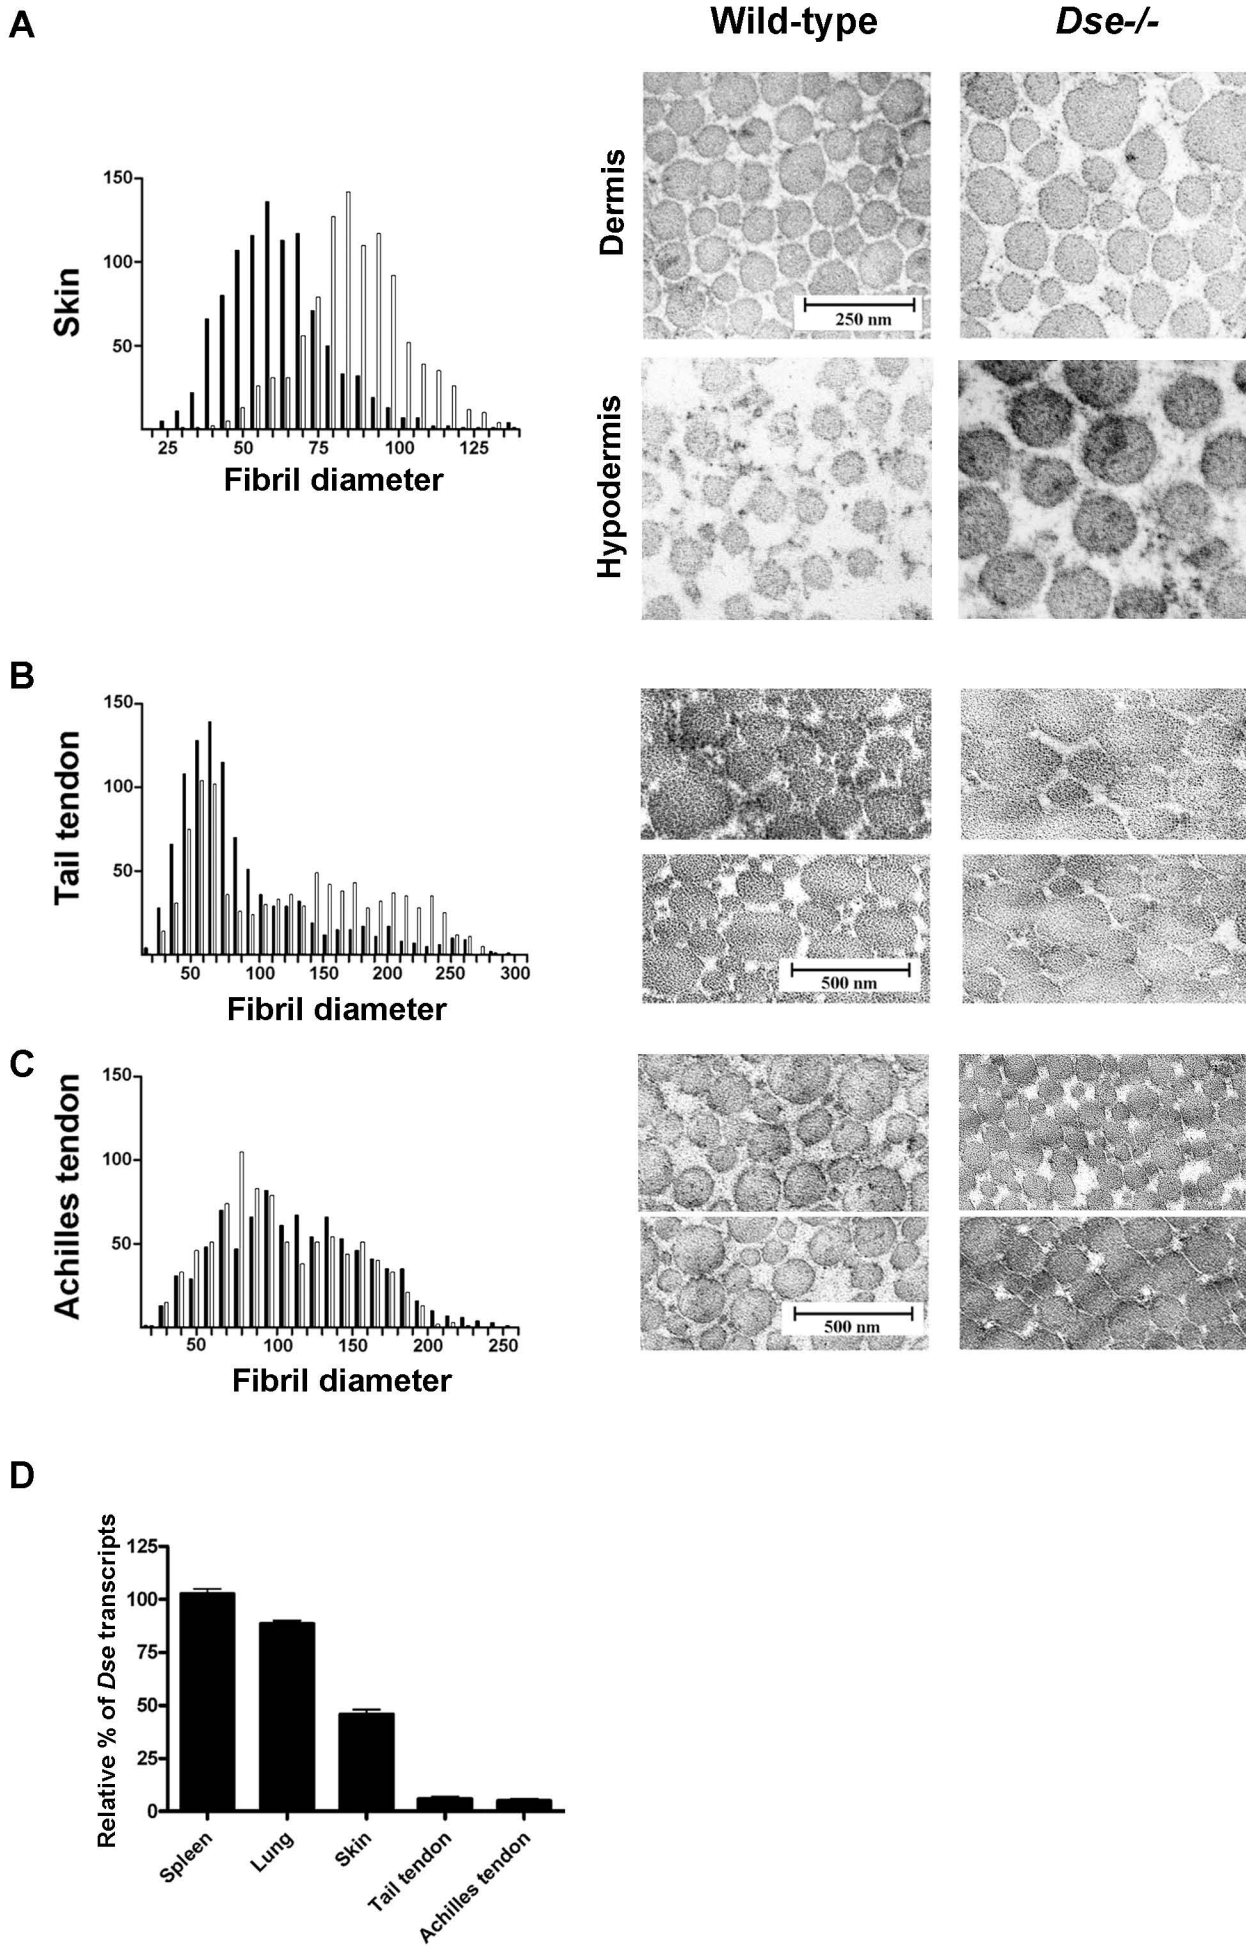 A
Wild-type
Dse-/-
Skin
150
100
50
25 50 75 100 125
Fibril diameter
Dermis
250 nm
Hypodermis
B
Tail tendon
150
100
50
50 100 150 200 250 300
Fibril diameter
500 nm
C
Achilles tendon
150
100
50
50 100 150 200 250
Fibril diameter
500 nm
D
Relative % of Dse transcripts
125
100
75
50
25
0
Spleen
Lung
Skin
Tail tendon
Achilles tendon